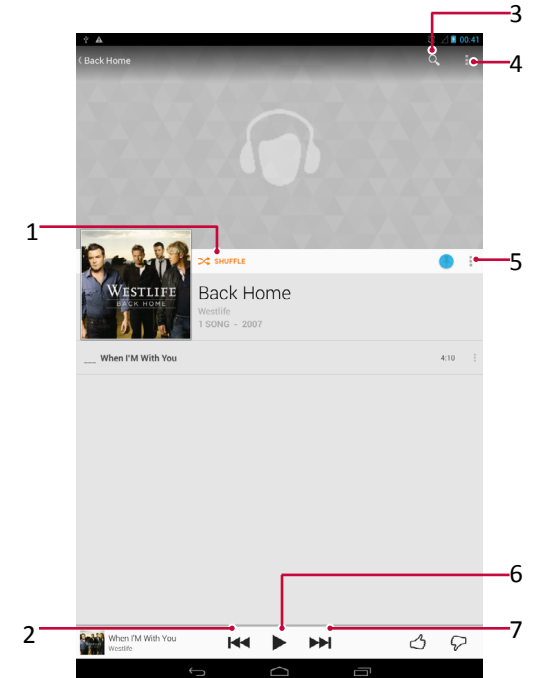 3
00:41
Back Home
4
1
SHUFFLE
5
WESTLIFE
BACK HOME
Back Home
Westlife
1 SONG - 2007
__ When I'M With You 4:10
6
2
When I'M With You
Westlife
7